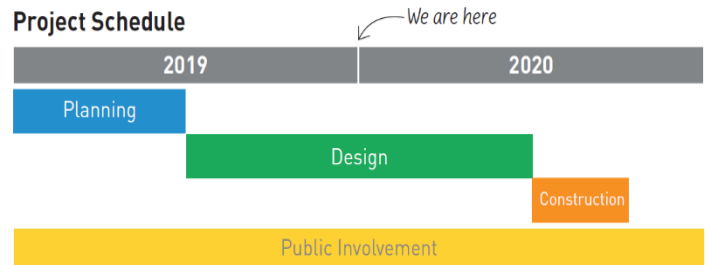 Project Schedule
We are here
2019
2020
Planning
Design
Construction
Public Involvement